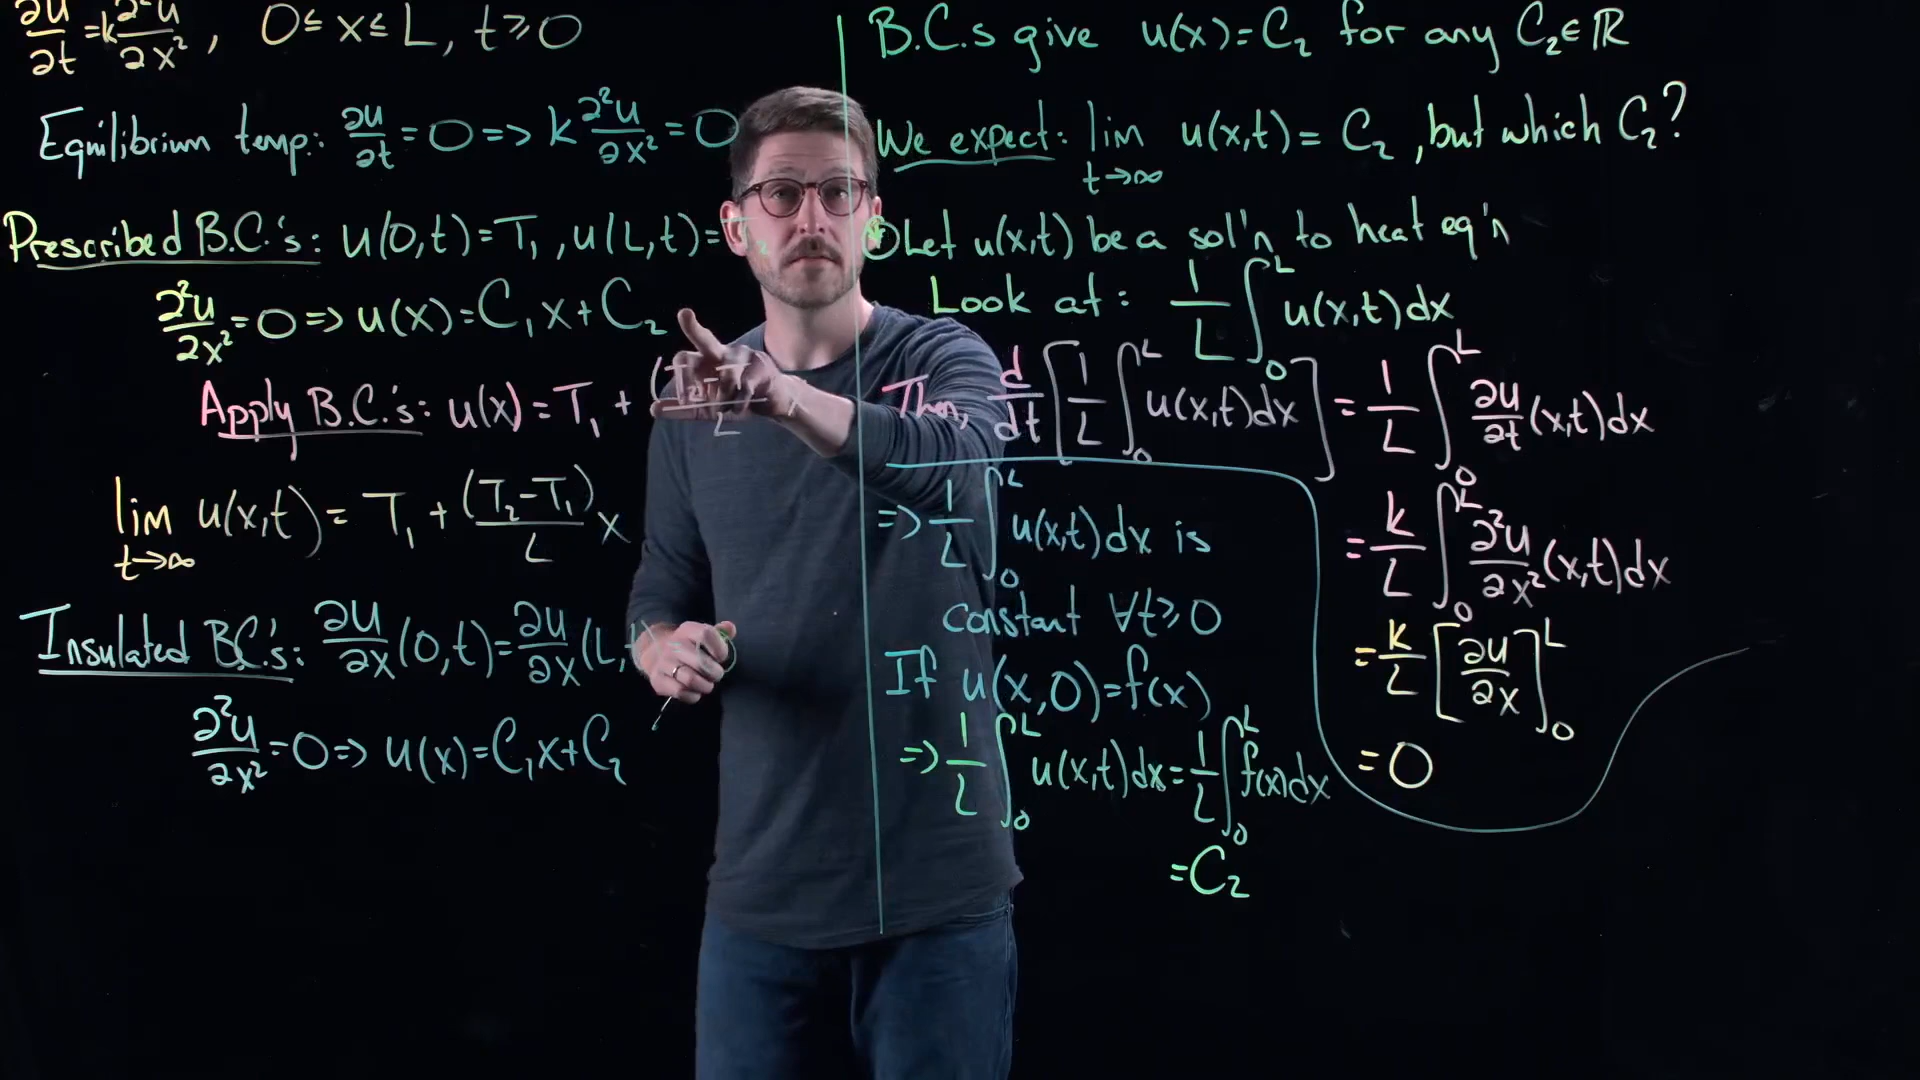 ∂u/∂t = k ∂²u/∂x² , 0 ≤ x ≤ L, t ≥ 0
Equilibrium temp.: ∂u/∂t = 0 => k ∂²u/∂x² = 0
Prescribed B.C.'s: u(0,t) = T₁, u(L,t) = T₂
∂²u/∂x² = 0 => u(x) = C₁x + C₂
Apply B.C.'s: u(x) = T₁ + (T₂-T₁)/L x
lim t→∞ u(x,t) = T₁ + (T₂-T₁)/L x
Insulated B.C.'s: ∂u/∂x (0,t) = ∂u/∂x (L,t)
∂²u/∂x² = 0 => u(x) = C₁x + C₂
B.C.s give u(x) = C₂ for any C₂ ∈ ℝ
We expect: lim t→∞ u(x,t) = C₂, but which C₂?
Let u(x,t) be a sol'n to heat eq'n
Look at: 1/L ∫₀ᴸ u(x,t) dx
Then, d/dt [1/L ∫₀ᴸ u(x,t) dx] = 1/L ∫₀ᴸ ∂u/∂t (x,t) dx
= k/L ∫₀ᴸ ∂²u/∂x² (x,t) dx
= k/L [∂u/∂x]₀ᴸ
= 0
=> 1/L ∫₀ᴸ u(x,t) dx is
constant ∀t ≥ 0
If u(x,0) = f(x)
=> 1/L ∫₀ᴸ u(x,t) dx = 1/L ∫₀ᴸ f(x) dx
= C₂